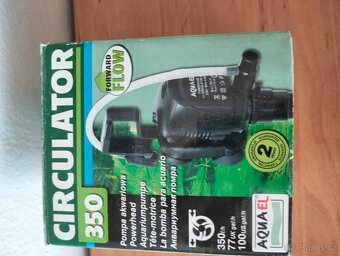 CIRCULATOR
350
FORWARD
FLOW
Pompa akwariowa
Powerhead
Aquariumpumpe
Tête-motrice
La bomba para acuario
Аквариумная помпа
350l/h
77UK gal/h
100US gal/h
2
AQUAEL
AQUAEL